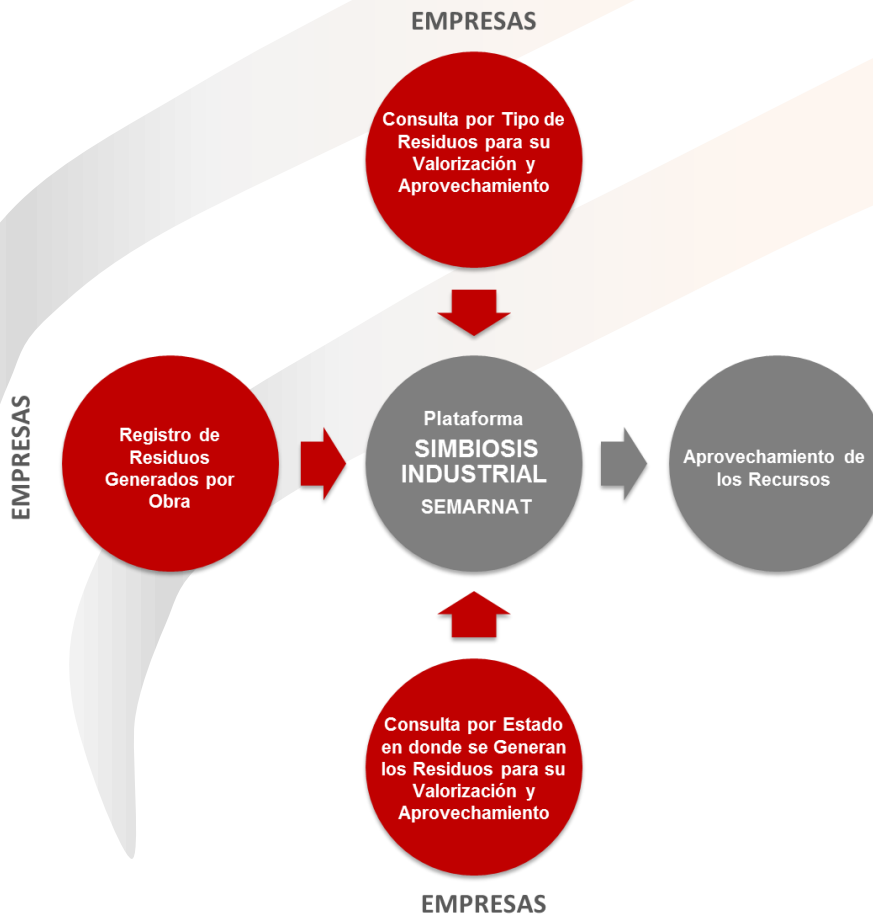 EMPRESAS
Consulta por Tipo de
Residuos para su
Valorización y
Aprovechamiento
EMPRESAS
Registro de
Residuos
Generados por
Obra
Plataforma
SIMBIOSIS
INDUSTRIAL
SEMARNAT
Aprovechamiento de
los Recursos
Consulta por Estado
en donde se Generan
los Residuos para su
Valorización y
Aprovechamiento
EMPRESAS